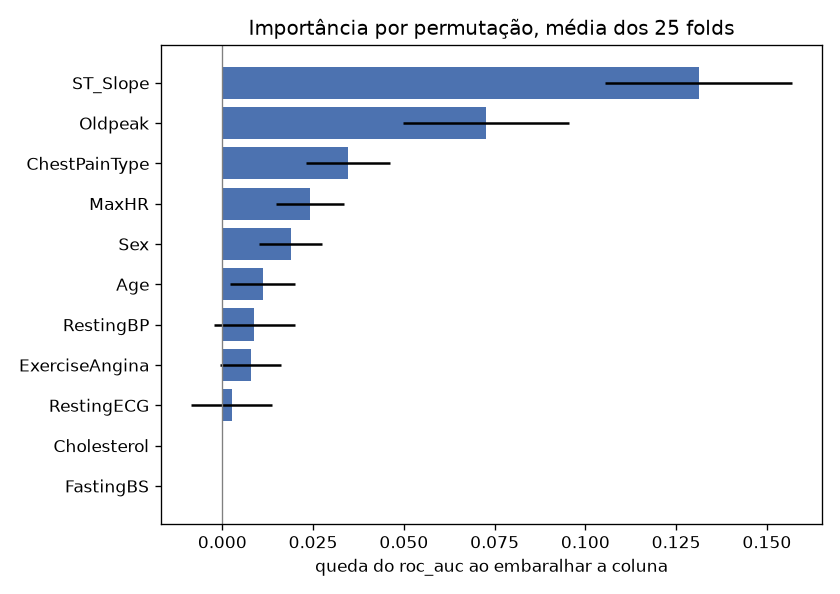 Importância por permutação, média dos 25 folds
ST_Slope
Oldpeak
ChestPainType
MaxHR
Sex
Age
RestingBP
ExerciseAngina
RestingECG
Cholesterol
FastingBS
0.000 0.025 0.050 0.075 0.100 0.125 0.150
queda do roc_auc ao embaralhar a coluna